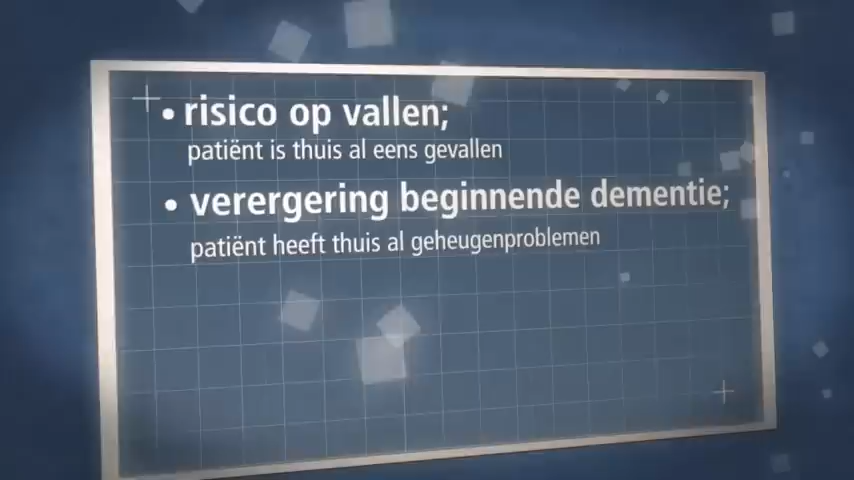 • risico op vallen;
patiënt is thuis al eens gevallen
• verergering beginnende dementie;
patiënt heeft thuis al geheugenproblemen